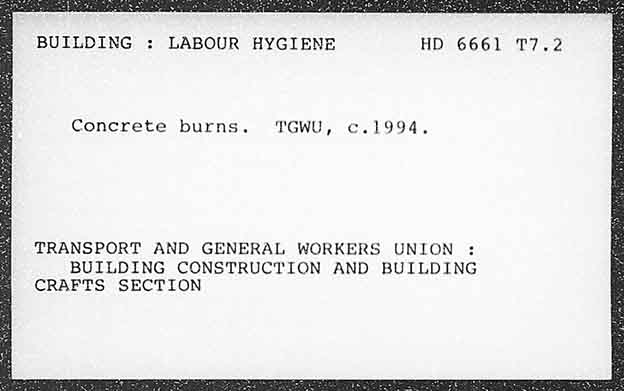 BUILDING : LABOUR HYGIENE HD 6661 T7.2
Concrete burns. TGWU, c.1994.
TRANSPORT AND GENERAL WORKERS UNION :
BUILDING CONSTRUCTION AND BUILDING
CRAFTS SECTION